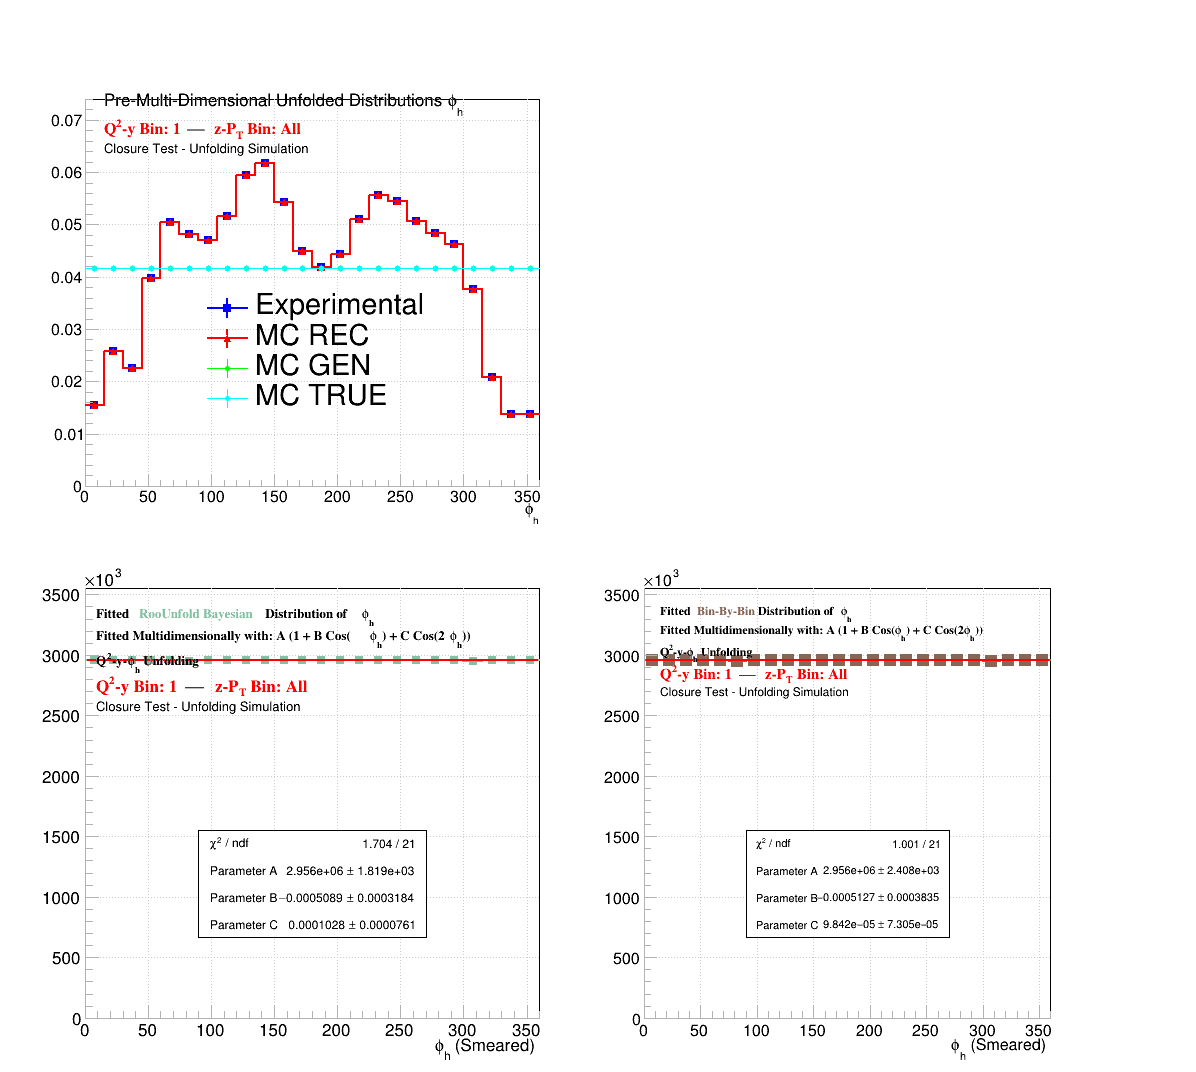 Pre-Multi-Dimensional Unfolded Distributions ϕh
Q²-y Bin: 1 — z-PT Bin: All
Closure Test - Unfolding Simulation
0.07
0.06
0.05
0.04
0.03
0.02
0.01
0
Experimental
MC REC
MC GEN
MC TRUE
0 50 100 150 200 250 300 350
ϕh
×10³
3500
3000
2500
2000
1500
1000
500
0
Fitted RooUnfold Bayesian Distribution of ϕh
Fitted Multidimensionally with: A (1 + B Cos( ϕh) + C Cos(2 ϕh))
Q²-y-ϕh Unfolding
Q²-y Bin: 1 — z-PT Bin: All
Closure Test - Unfolding Simulation
χ² / ndf 1.704 / 21
Parameter A 2.956e+06 ± 1.819e+03
Parameter B −0.0005089 ± 0.0003184
Parameter C 0.0001028 ± 0.0000761
0 50 100 150 200 250 300 350
ϕh (Smeared)
×10³
3500
3000
2500
2000
1500
1000
500
0
Fitted Bin-By-Bin Distribution of ϕh
Fitted Multidimensionally with: A (1 + B Cos(ϕh) + C Cos(2ϕh))
Q²-y-ϕh Unfolding
Q²-y Bin: 1 — z-PT Bin: All
Closure Test - Unfolding Simulation
χ² / ndf 1.001 / 21
Parameter A 2.956e+06 ± 2.408e+03
Parameter B −0.0005127 ± 0.0003835
Parameter C 9.842e−05 ± 7.305e−05
0 50 100 150 200 250 300 350
ϕh (Smeared)